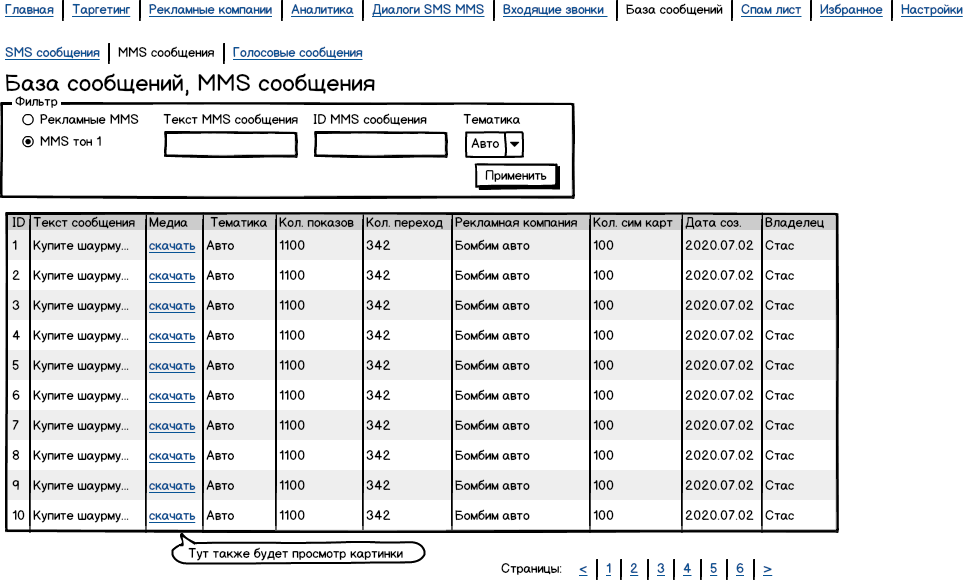 Главная Таргетинг Рекламные компании Аналитика Диалоги SMS MMS Входящие звонки База сообщений Спам лист Избранное Настройки
SMS сообщения MMS сообщения Голосовые сообщения
База сообщений, MMS сообщения
Фильтр
Рекламные MMS Текст MMS сообщения ID MMS сообщения Тематика
MMS тон 1 Авто
Применить
ID Текст сообщения Медиа Тематика Кол. показов Кол. переход Рекламная компания Кол. сим карт Дата соз. Владелец
1 Купите шаурму... скачать Авто 1100 342 Бомбим авто 100 2020.07.02 Стас
2 Купите шаурму... скачать Авто 1100 342 Бомбим авто 100 2020.07.02 Стас
3 Купите шаурму... скачать Авто 1100 342 Бомбим авто 100 2020.07.02 Стас
4 Купите шаурму... скачать Авто 1100 342 Бомбим авто 100 2020.07.02 Стас
5 Купите шаурму... скачать Авто 1100 342 Бомбим авто 100 2020.07.02 Стас
6 Купите шаурму... скачать Авто 1100 342 Бомбим авто 100 2020.07.02 Стас
7 Купите шаурму... скачать Авто 1100 342 Бомбим авто 100 2020.07.02 Стас
8 Купите шаурму... скачать Авто 1100 342 Бомбим авто 100 2020.07.02 Стас
9 Купите шаурму... скачать Авто 1100 342 Бомбим авто 100 2020.07.02 Стас
10 Купите шаурму... скачать Авто 1100 342 Бомбим авто 100 2020.07.02 Стас
Тут также будет просмотр картинки
Страницы: < 1 2 3 4 5 6 >